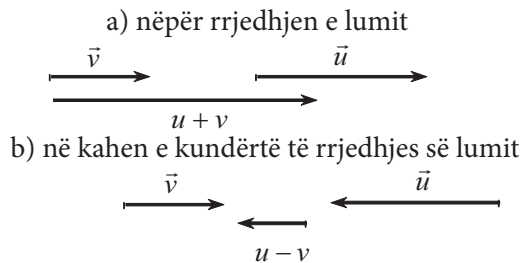 a) nëpër rrjedhjen e lumit
v⃗ u⃗
u + v
b) në kahen e kundërtë të rrjedhjes së lumit
v⃗ u⃗
u − v